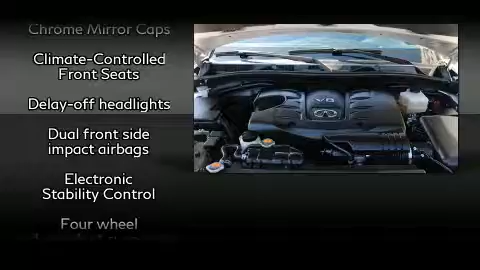 Chrome Mirror Caps
Climate-Controlled
Front Seats
Delay-off headlights
Dual front side
impact airbags
Electronic
Stability Control
Four wheel
V8